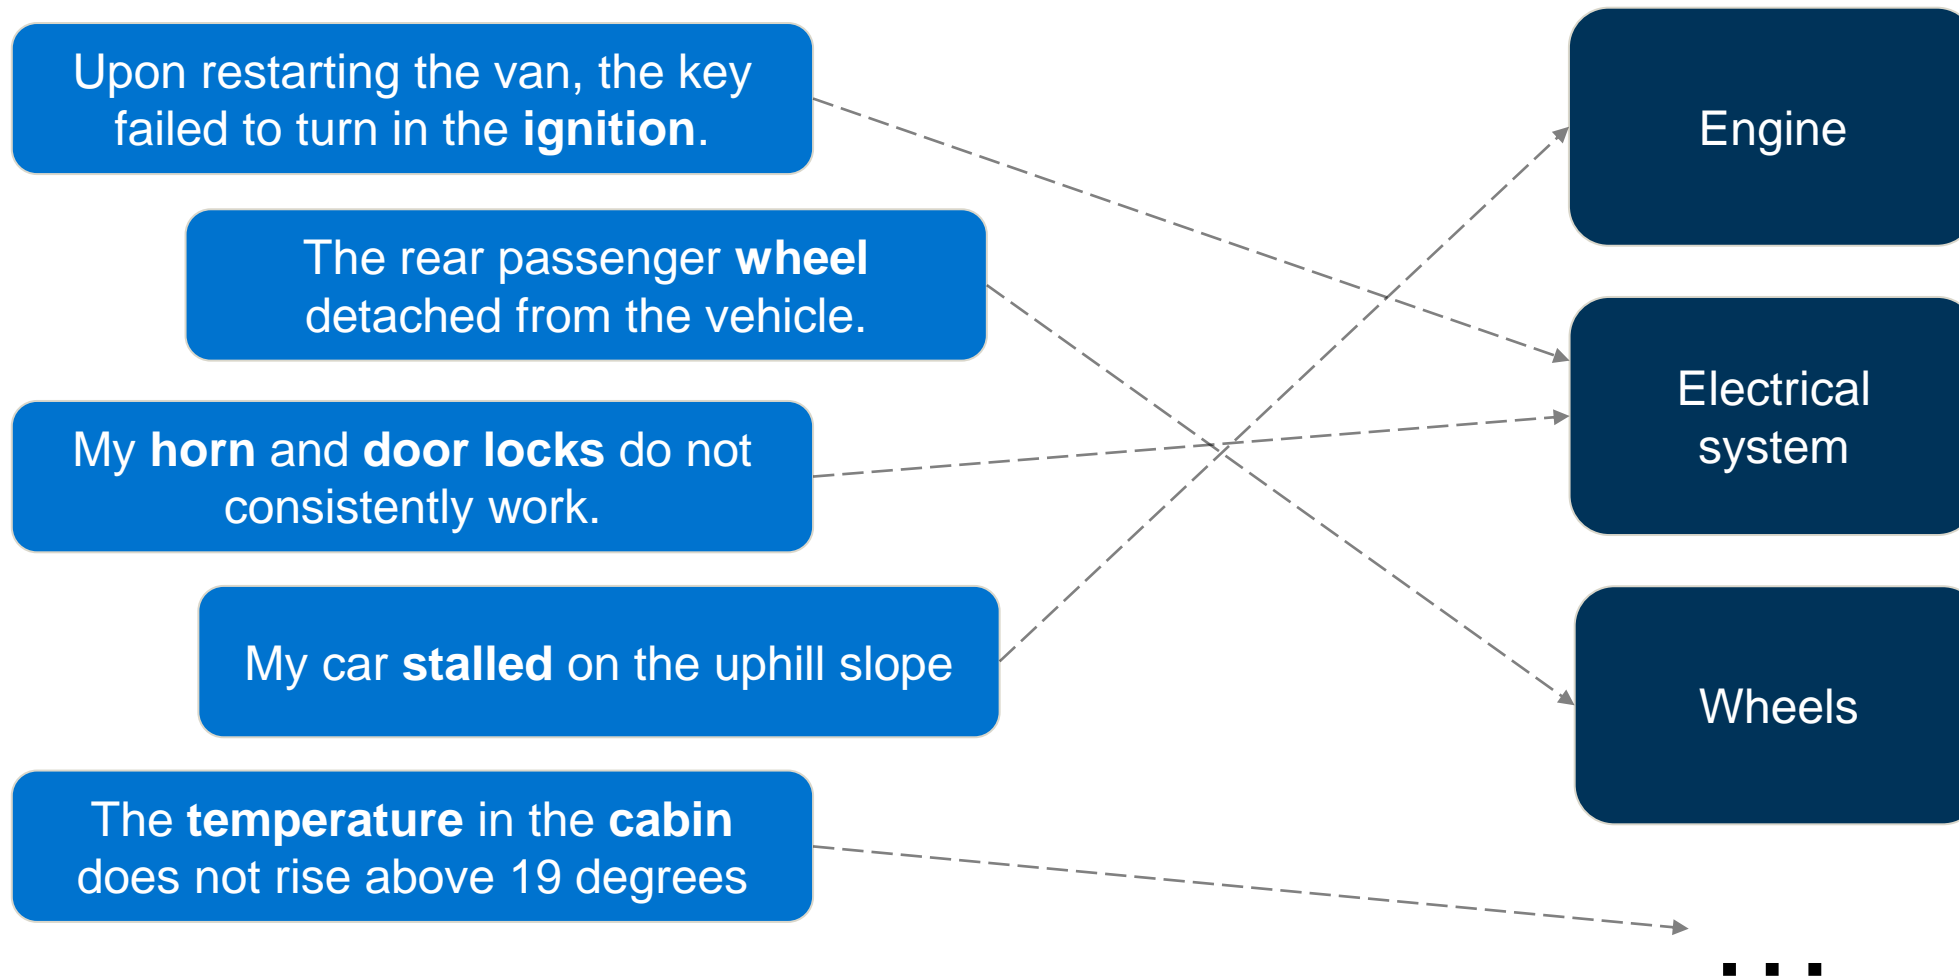 Upon restarting the van, the key
failed to turn in the ignition.
The rear passenger wheel
detached from the vehicle.
My horn and door locks do not
consistently work.
My car stalled on the uphill slope
The temperature in the cabin
does not rise above 19 degrees
Engine
Electrical
system
Wheels
...